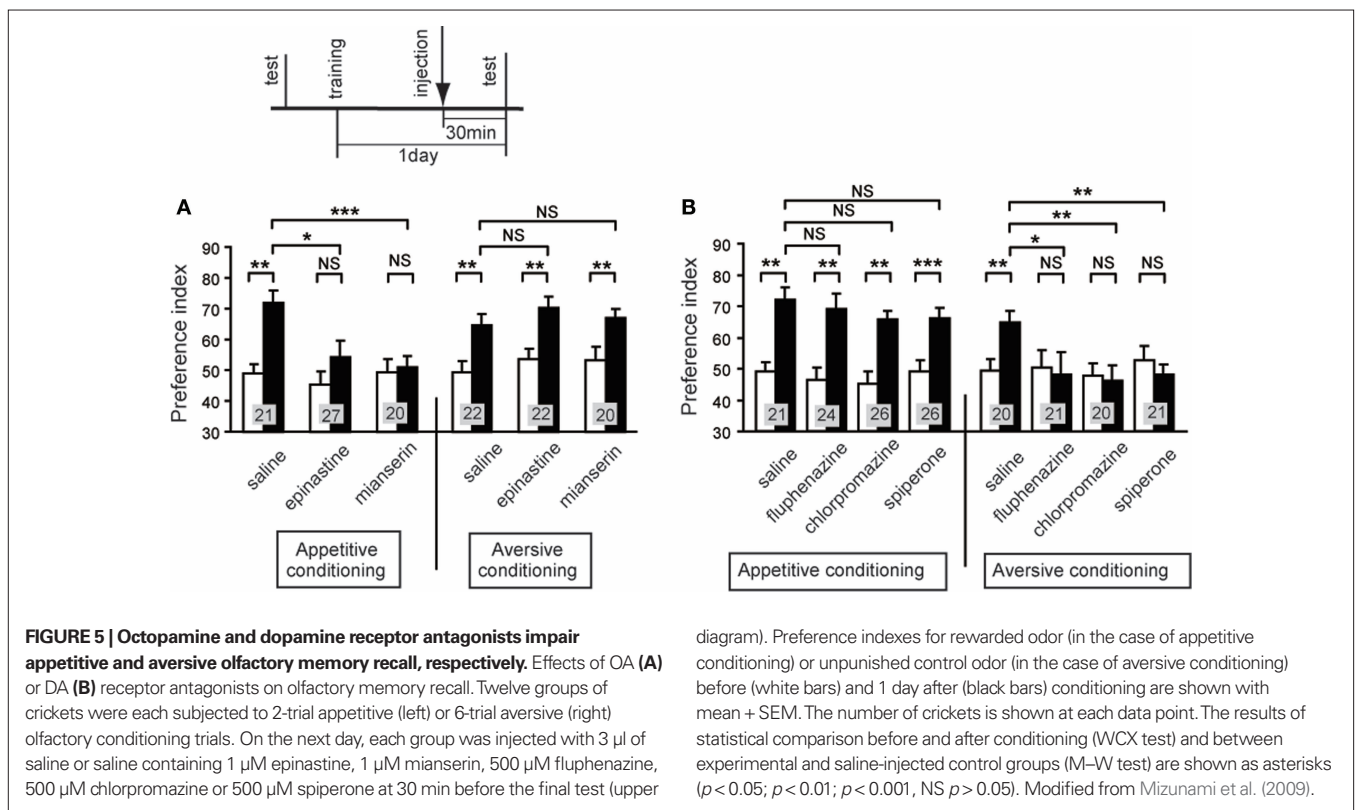 test
training
injection
test
30min
1day
A
***
*
NS
NS
** NS NS ** ** **
Preference index
90
80
70
60
50
40
30
21 27 20 22 22 20
saline epinastine mianserin saline epinastine mianserin
Appetitive
conditioning
Aversive
conditioning
B
NS
NS
NS
**
**
*
** ** ** *** ** NS NS NS
Preference index
90
80
70
60
50
40
30
21 24 26 26 20 21 20 21
saline fluphenazine chlorpromazine spiperone saline fluphenazine chlorpromazine spiperone
Appetitive conditioning
Aversive conditioning
FIGURE 5 | Octopamine and dopamine receptor antagonists impair
appetitive and aversive olfactory memory recall, respectively. Effects of OA (A)
or DA (B) receptor antagonists on olfactory memory recall. Twelve groups of
crickets were each subjected to 2-trial appetitive (left) or 6-trial aversive (right)
olfactory conditioning trials. On the next day, each group was injected with 3 μl of
saline or saline containing 1 μM epinastine, 1 μM mianserin, 500 μM fluphenazine,
500 μM chlorpromazine or 500 μM spiperone at 30 min before the final test (upper
diagram). Preference indexes for rewarded odor (in the case of appetitive
conditioning) or unpunished control odor (in the case of aversive conditioning)
before (white bars) and 1 day after (black bars) conditioning are shown with
mean + SEM. The number of crickets is shown at each data point. The results of
statistical comparison before and after conditioning (WCX test) and between
experimental and saline-injected control groups (M–W test) are shown as asterisks
(p < 0.05; p < 0.01; p < 0.001, NS p > 0.05). Modified from Mizunami et al. (2009).